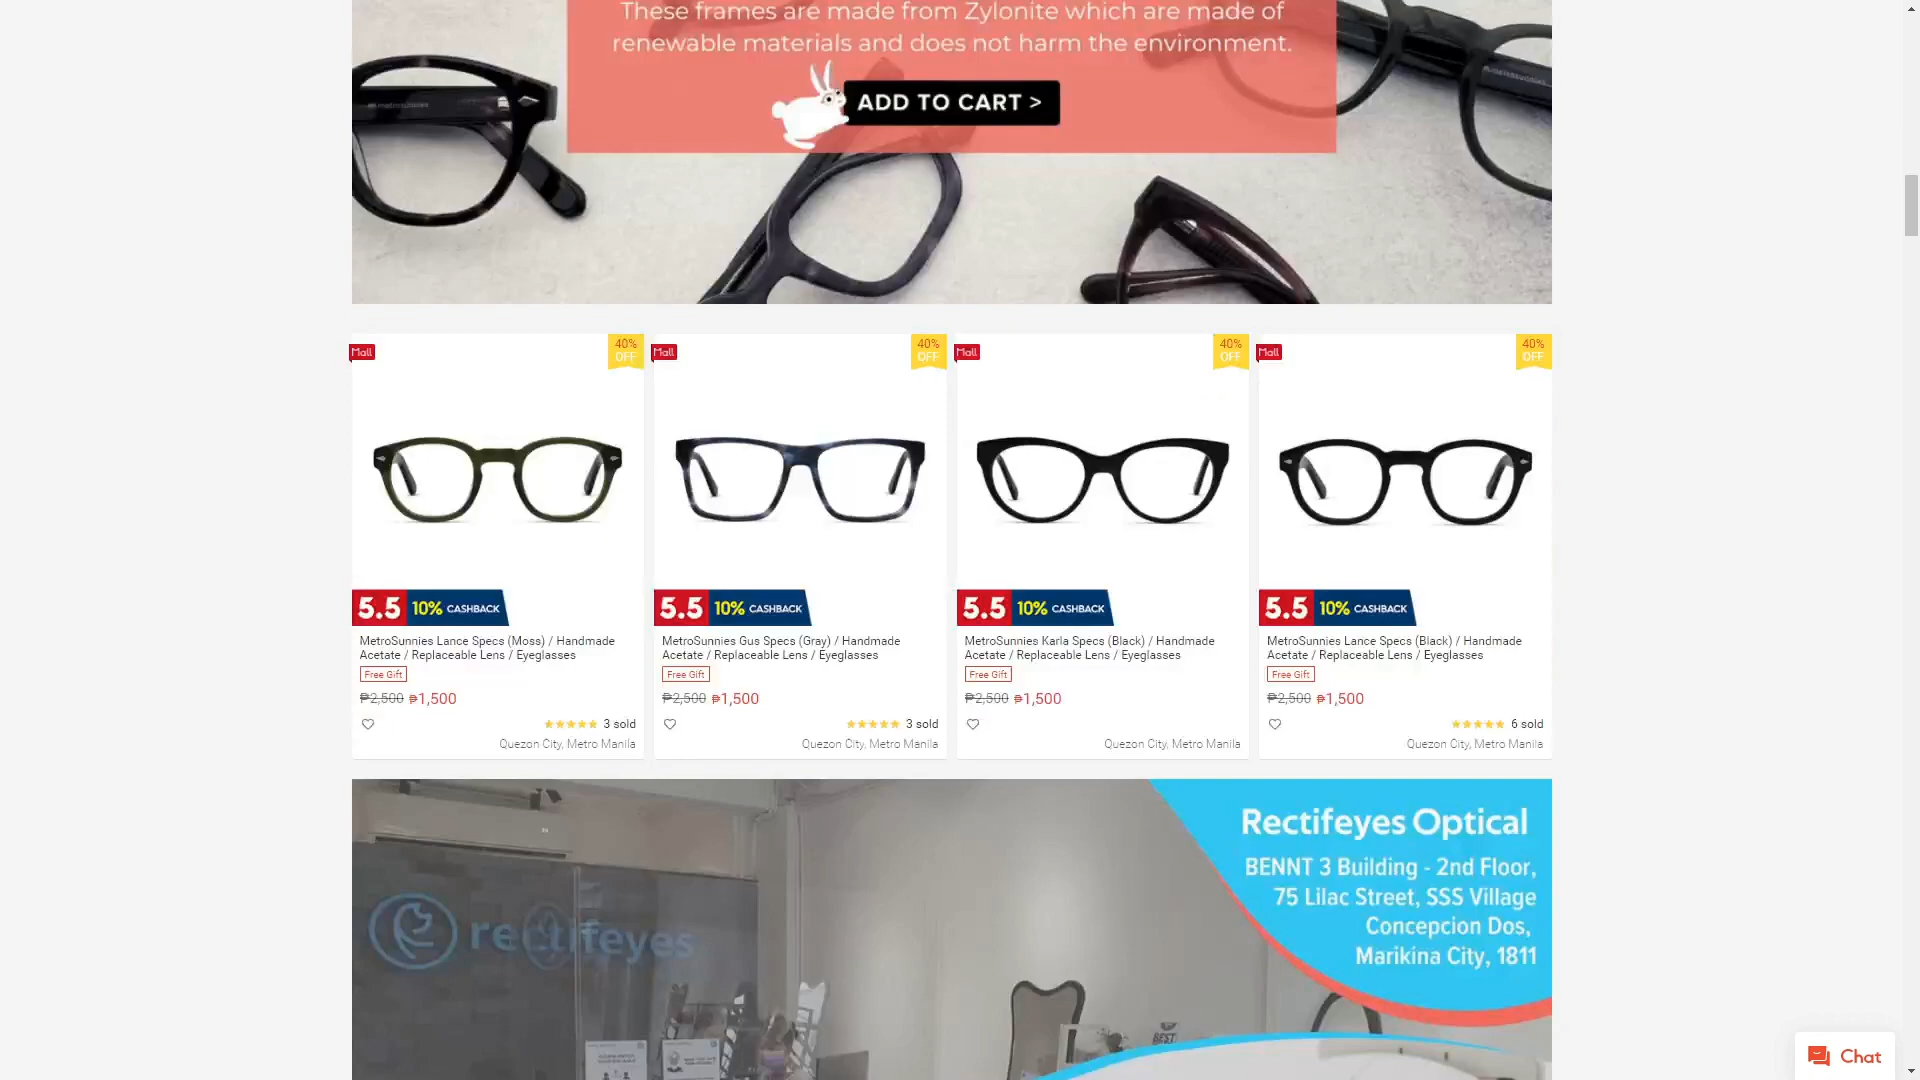 These frames are made from Zylonite which are made of
renewable materials and does not harm the environment.
ADD TO CART >
Mall
40%
OFF
5.5 10% CASHBACK
MetroSunnies Lance Specs (Moss) / Handmade
Acetate / Replaceable Lens / Eyeglasses
Free Gift
₱2,500 ₱1,500
3 sold
Quezon City, Metro Manila
Mall
40%
OFF
5.5 10% CASHBACK
MetroSunnies Gus Specs (Gray) / Handmade
Acetate / Replaceable Lens / Eyeglasses
Free Gift
₱2,500 ₱1,500
3 sold
Quezon City, Metro Manila
Mall
40%
OFF
5.5 10% CASHBACK
MetroSunnies Karla Specs (Black) / Handmade
Acetate / Replaceable Lens / Eyeglasses
Free Gift
₱2,500 ₱1,500
Quezon City, Metro Manila
Mall
40%
OFF
5.5 10% CASHBACK
MetroSunnies Lance Specs (Black) / Handmade
Acetate / Replaceable Lens / Eyeglasses
Free Gift
₱2,500 ₱1,500
6 sold
Quezon City, Metro Manila
Rectifeyes Optical
BENNT 3 Building - 2nd Floor,
75 Lilac Street, SSS Village
Concepcion Dos,
Marikina City, 1811
rectifeyes
BEST
Chat